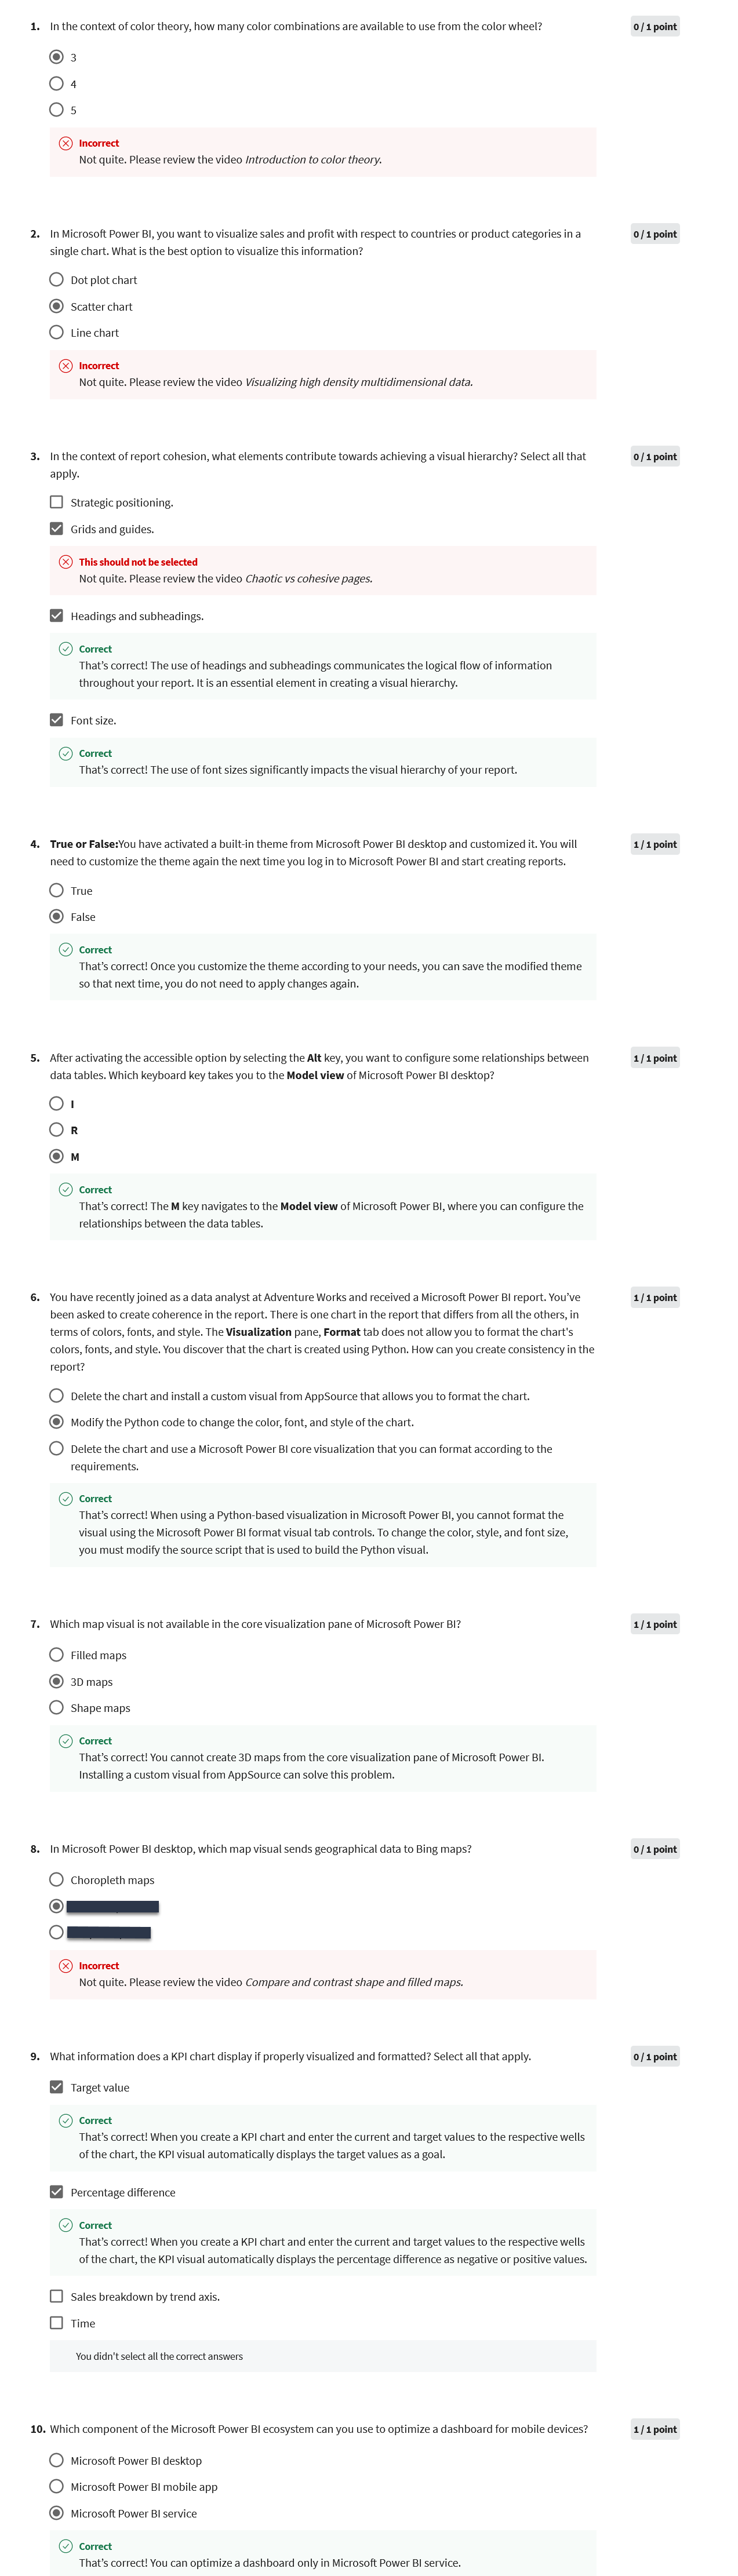 1. In the context of color theory, how many color combinations are available to use from the color wheel?
0 / 1 point
3
4
5
Incorrect
Not quite. Please review the video Introduction to color theory.
2. In Microsoft Power BI, you want to visualize sales and profit with respect to countries or product categories in a
single chart. What is the best option to visualize this information?
0 / 1 point
Dot plot chart
Scatter chart
Line chart
Incorrect
Not quite. Please review the video Visualizing high density multidimensional data.
3. In the context of report cohesion, what elements contribute towards achieving a visual hierarchy? Select all that
apply.
0 / 1 point
Strategic positioning.
Grids and guides.
This should not be selected
Not quite. Please review the video Chaotic vs cohesive pages.
Headings and subheadings.
Correct
That's correct! The use of headings and subheadings communicates the logical flow of information
throughout your report. It is an essential element in creating a visual hierarchy.
Font size.
Correct
That's correct! The use of font sizes significantly impacts the visual hierarchy of your report.
4. True or False:You have activated a built-in theme from Microsoft Power BI desktop and customized it. You will
need to customize the theme again the next time you log in to Microsoft Power BI and start creating reports.
1 / 1 point
True
False
Correct
That's correct! Once you customize the theme according to your needs, you can save the modified theme
so that next time, you do not need to apply changes again.
5. After activating the accessible option by selecting the Alt key, you want to configure some relationships between
data tables. Which keyboard key takes you to the Model view of Microsoft Power BI desktop?
1 / 1 point
I
R
M
Correct
That's correct! The M key navigates to the Model view of Microsoft Power BI, where you can configure the
relationships between the data tables.
6. You have recently joined as a data analyst at Adventure Works and received a Microsoft Power BI report. You've
been asked to create coherence in the report. There is one chart in the report that differs from all the others, in
terms of colors, fonts, and style. The Visualization pane, Format tab does not allow you to format the chart's
colors, fonts, and style. You discover that the chart is created using Python. How can you create consistency in the
report?
1 / 1 point
Delete the chart and install a custom visual from AppSource that allows you to format the chart.
Modify the Python code to change the color, font, and style of the chart.
Delete the chart and use a Microsoft Power BI core visualization that you can format according to the
requirements.
Correct
That's correct! When using a Python-based visualization in Microsoft Power BI, you cannot format the
visual using the Microsoft Power BI format visual tab controls. To change the color, style, and font size,
you must modify the source script that is used to build the Python visual.
7. Which map visual is not available in the core visualization pane of Microsoft Power BI?
1 / 1 point
Filled maps
3D maps
Shape maps
Correct
That's correct! You cannot create 3D maps from the core visualization pane of Microsoft Power BI.
Installing a custom visual from AppSource can solve this problem.
8. In Microsoft Power BI desktop, which map visual sends geographical data to Bing maps?
0 / 1 point
Choropleth maps
Incorrect
Not quite. Please review the video Compare and contrast shape and filled maps.
9. What information does a KPI chart display if properly visualized and formatted? Select all that apply.
0 / 1 point
Target value
Correct
That's correct! When you create a KPI chart and enter the current and target values to the respective wells
of the chart, the KPI visual automatically displays the target values as a goal.
Percentage difference
Correct
That's correct! When you create a KPI chart and enter the current and target values to the respective wells
of the chart, the KPI visual automatically displays the percentage difference as negative or positive values.
Sales breakdown by trend axis.
Time
You didn't select all the correct answers
10. Which component of the Microsoft Power BI ecosystem can you use to optimize a dashboard for mobile devices?
1 / 1 point
Microsoft Power BI desktop
Microsoft Power BI mobile app
Microsoft Power BI service
Correct
That's correct! You can optimize a dashboard only in Microsoft Power BI service.